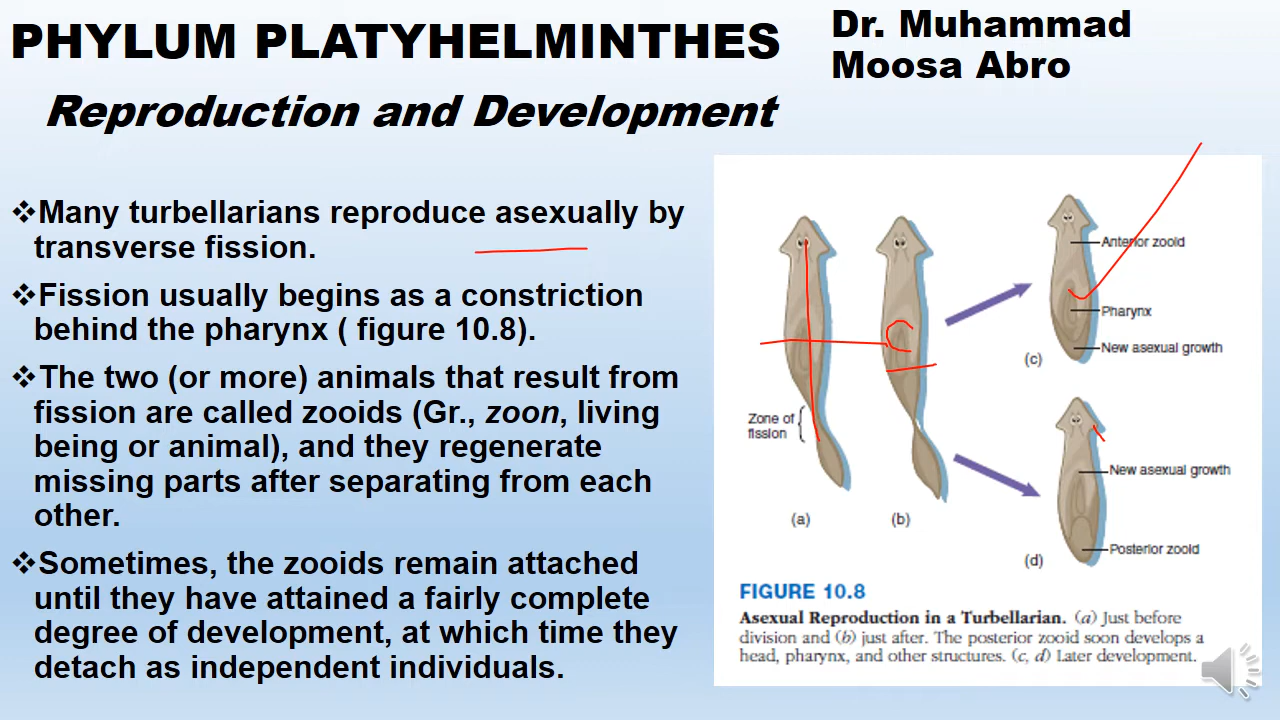 PHYLUM PLATYHELMINTHES
Dr. Muhammad
Moosa Abro
Reproduction and Development
❖Many turbellarians reproduce asexually by
transverse fission.
❖Fission usually begins as a constriction
behind the pharynx ( figure 10.8).
❖The two (or more) animals that result from
fission are called zooids (Gr., zoon, living
being or animal), and they regenerate
missing parts after separating from each
other.
❖Sometimes, the zooids remain attached
until they have attained a fairly complete
degree of development, at which time they
detach as independent individuals.
Anterior zooid
Pharynx
New asexual growth
(c)
Zone of
fission
New asexual growth
(a)
(b)
Posterior zooid
(d)
FIGURE 10.8
Asexual Reproduction in a Turbellarian. (a) Just before
division and (b) just after. The posterior zooid soon develops a
head, pharynx, and other structures. (c, d) Later development.